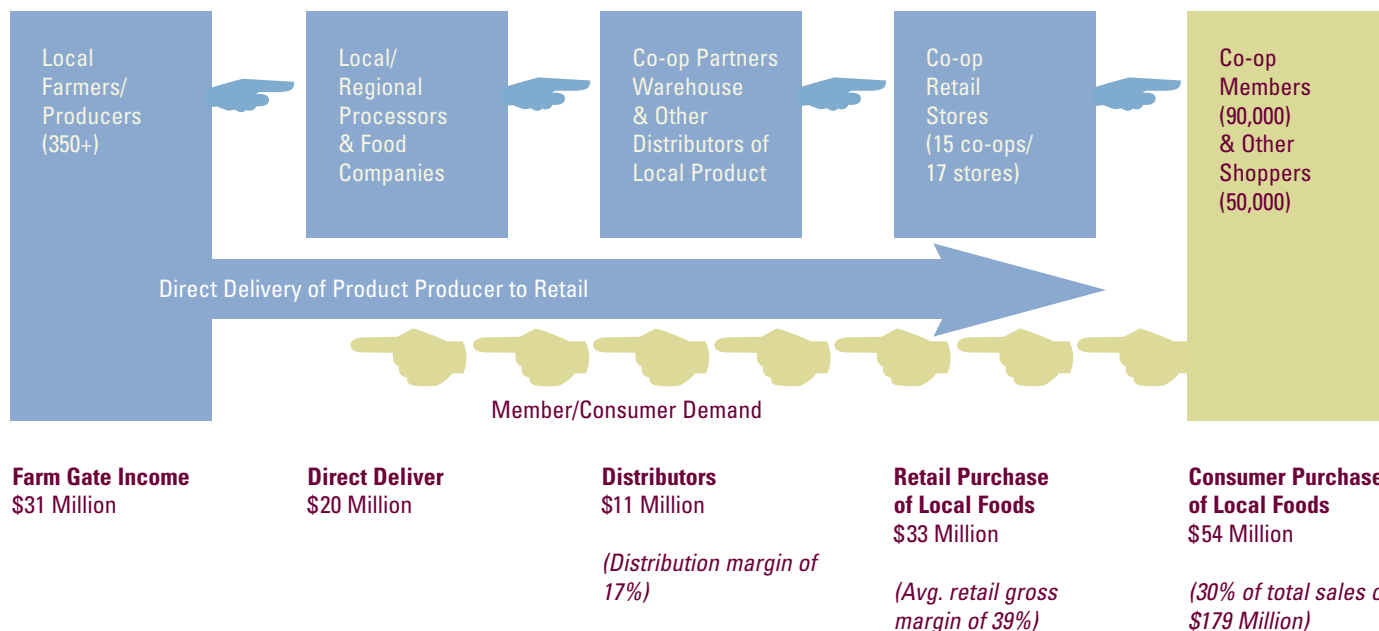 Local
Farmers/
Producers
(350+)
Local/
Regional
Processors
& Food
Companies
Co-op Partners
Warehouse
& Other
Distributors of
Local Product
Co-op
Retail
Stores
(15 co-ops/
17 stores)
Co-op
Members
(90,000)
& Other
Shoppers
(50,000)
Direct Delivery of Product Producer to Retail
Member/Consumer Demand
Farm Gate Income
$31 Million
Direct Deliver
$20 Million
Distributors
$11 Million
(Distribution margin of
17%)
Retail Purchase
of Local Foods
$33 Million
(Avg. retail gross
margin of 39%)
Consumer Purchase
of Local Foods
$54 Million
(30% of total sales
$179 Million)